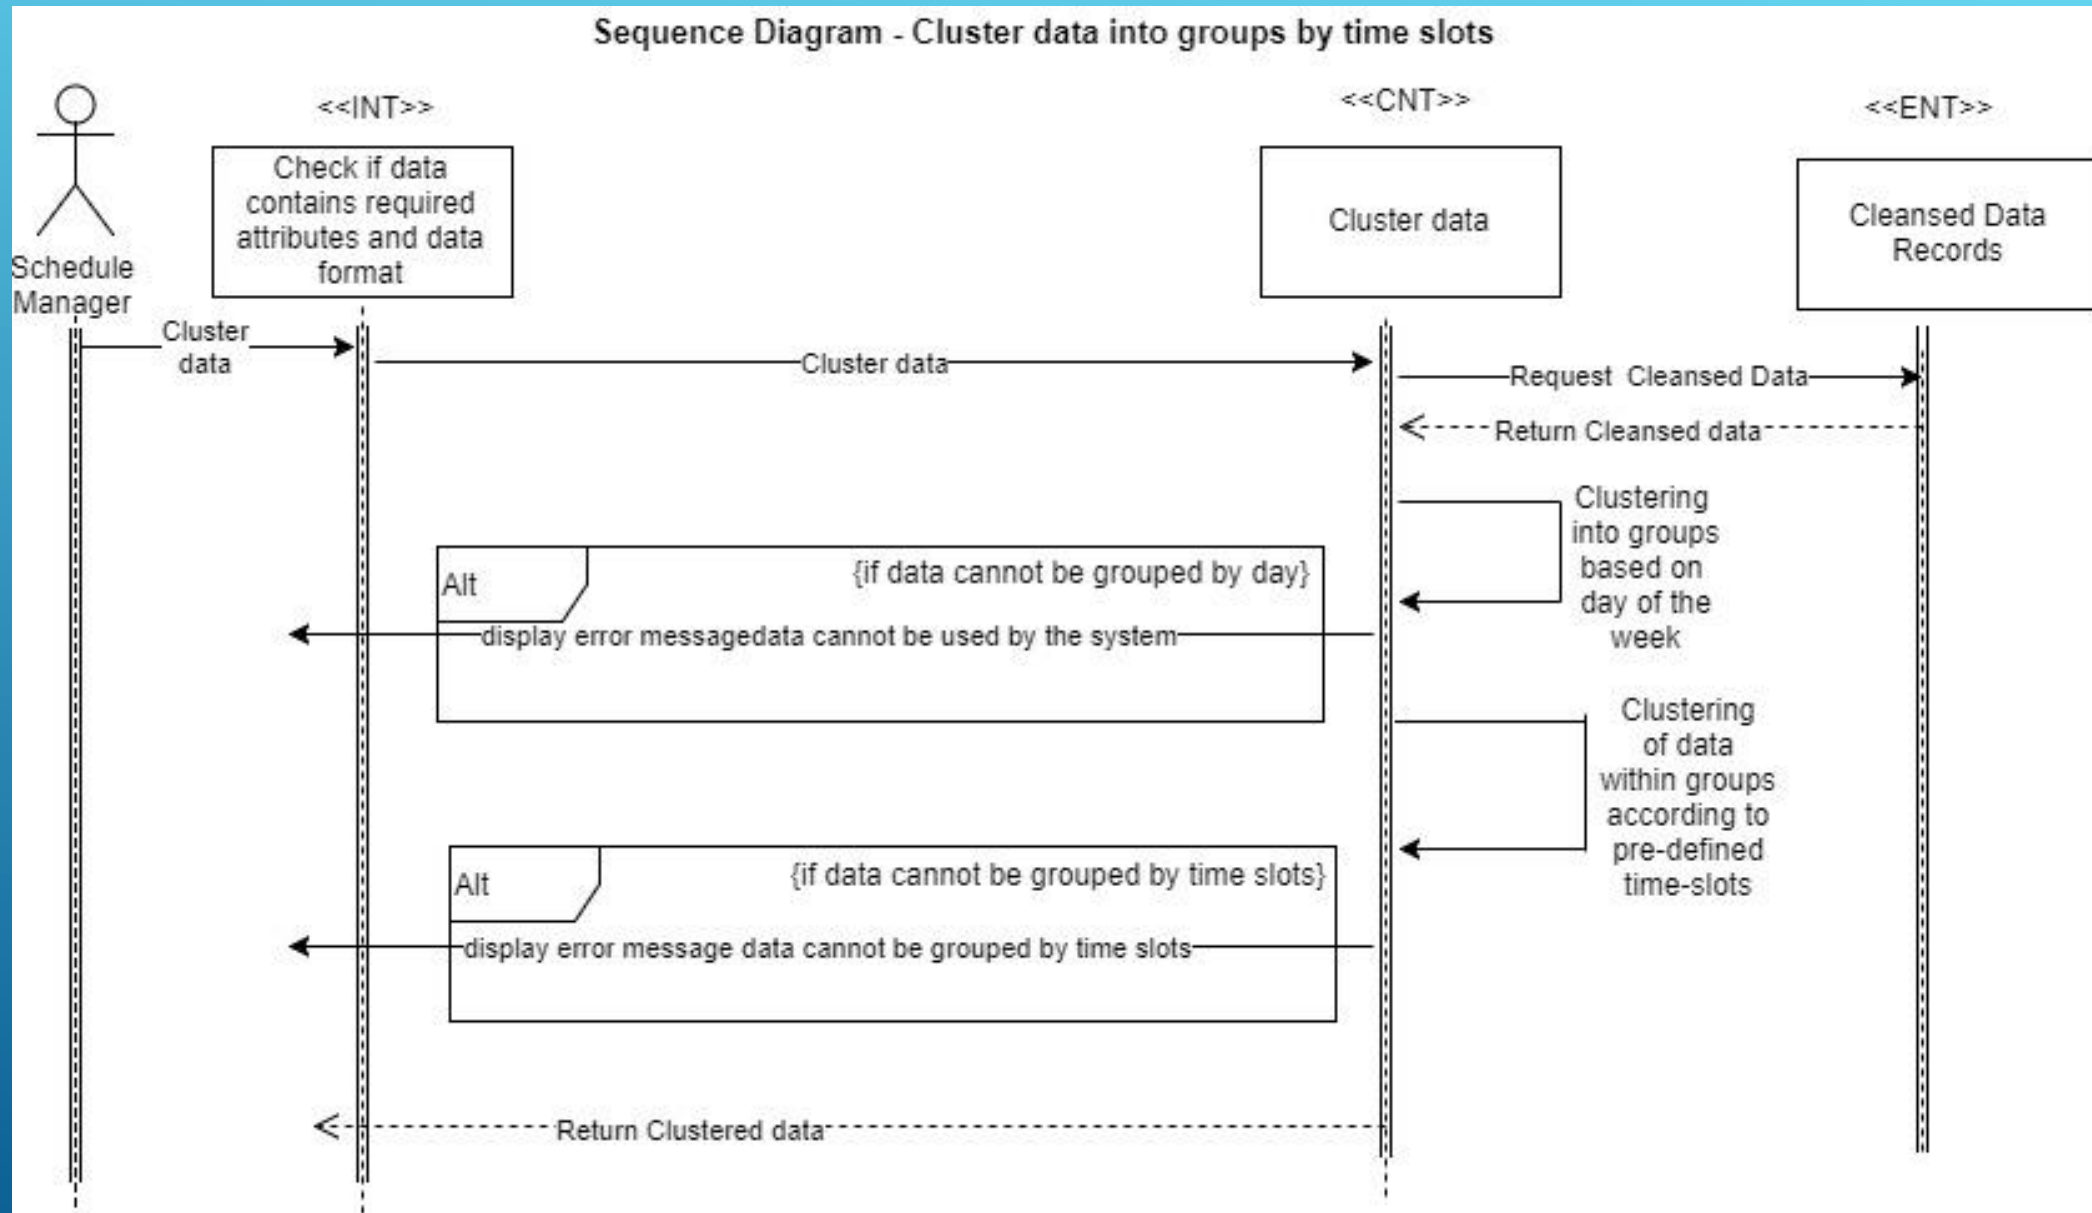 Sequence Diagram - Cluster data into groups by time slots
<<INT>>
<<CNT>>
<<ENT>>
Schedule
Manager
Check if data
contains required
attributes and data
format
Cluster data
Cleansed Data
Records
Cluster
data
Cluster data
Request  Cleansed Data
Return Cleansed data
Clustering
into groups
based on
day of the
week
Alt
{if data cannot be grouped by day}
display error messagedata cannot be used by the system
Clustering
of data
within groups
according to
pre-defined
time-slots
Alt
{if data cannot be grouped by time slots}
display error message data cannot be grouped by time slots
Return Clustered data